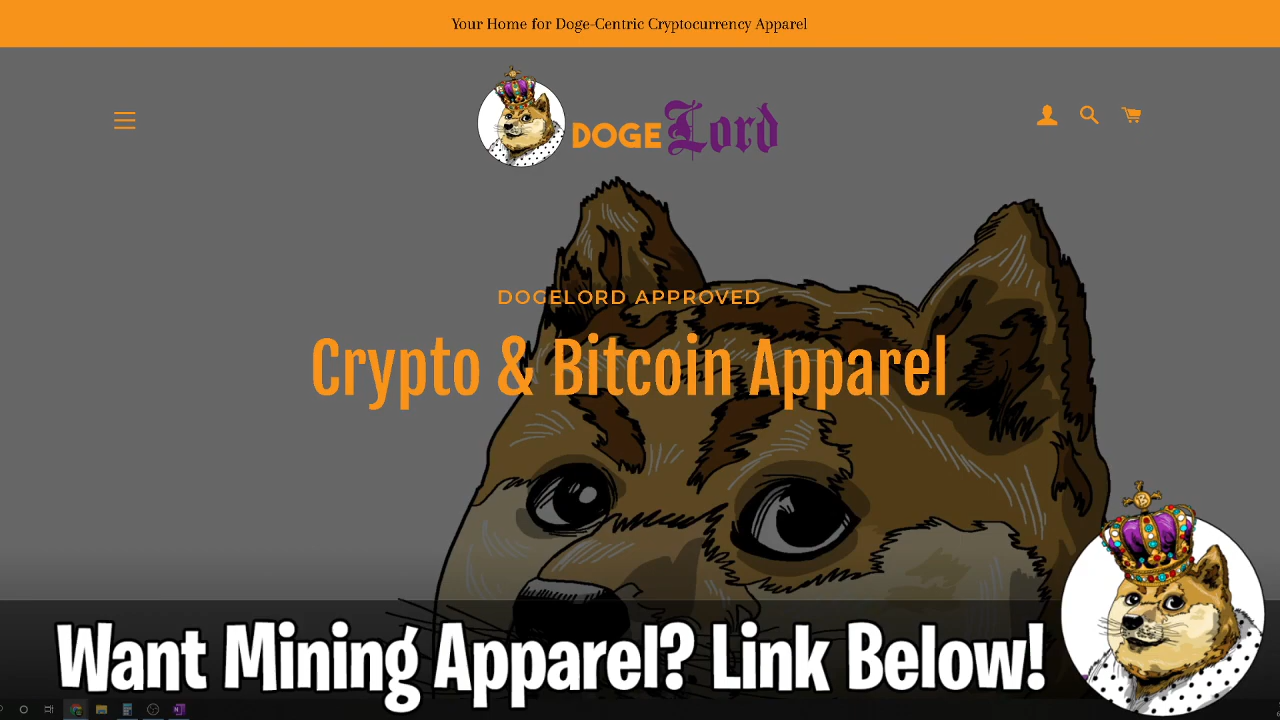 Your Home for Doge-Centric Cryptocurrency Apparel
DOGE Lord
DOGELORD APPROVED
Crypto & Bitcoin Apparel
Want Mining Apparel? Link Below!